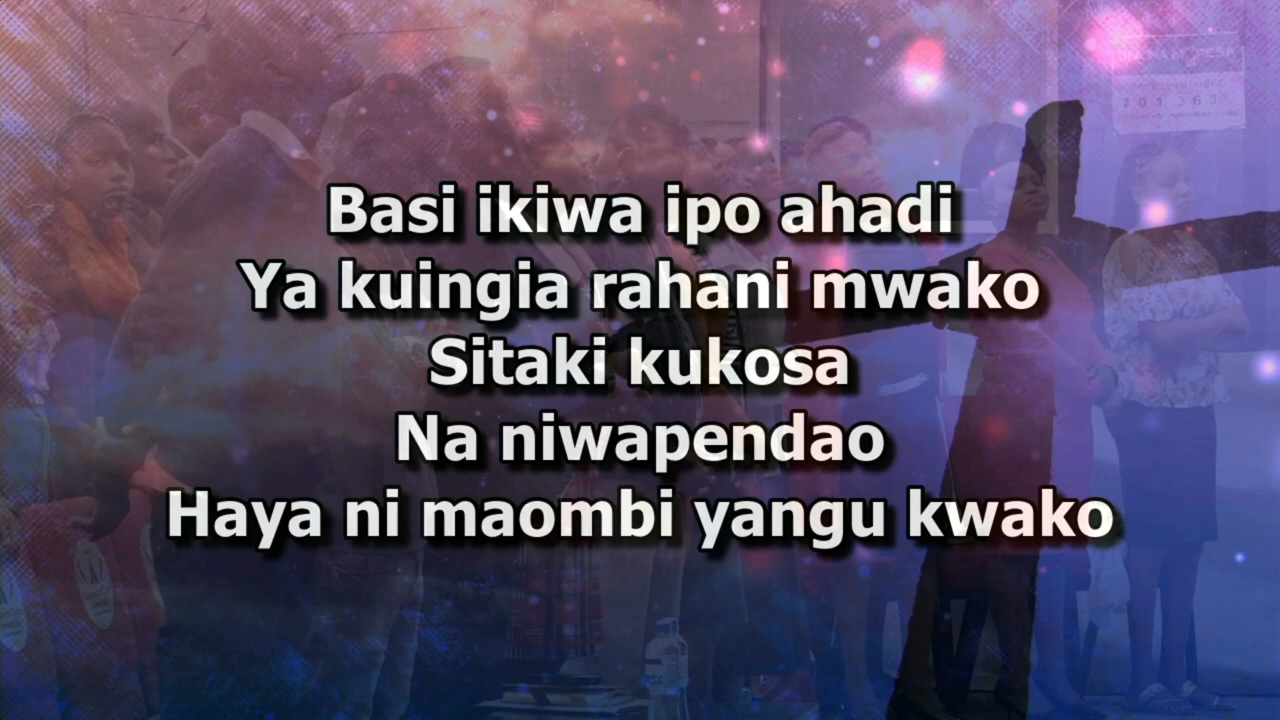 Basi ikiwa ipo ahadi
Ya kuingia rahani mwako
Sitaki kukosa
Na niwapendao
Haya ni maombi yangu kwako